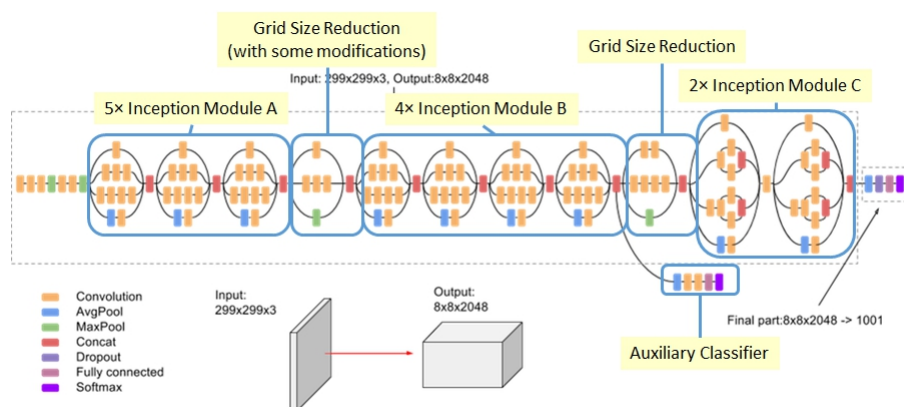 Grid Size Reduction
(with some modifications)
Grid Size Reduction
Input: 299x299x3, Output:8x8x2048
5× Inception Module A
4× Inception Module B
2× Inception Module C
Convolution
AvgPool
MaxPool
Concat
Dropout
Fully connected
Softmax
Input:
299x299x3
Output:
8x8x2048
Final part:8x8x2048 -> 1001
Auxiliary Classifier